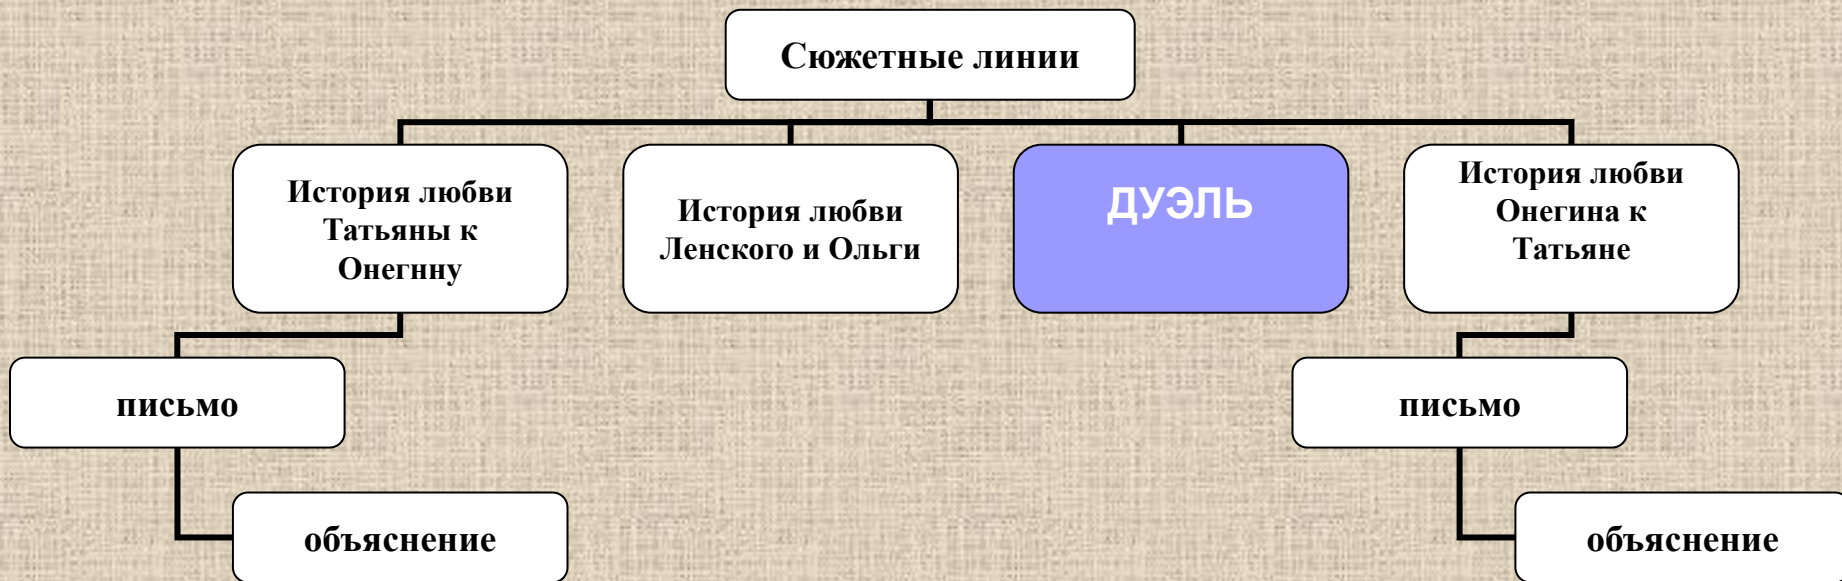 Сюжетные линии
История любви
Татьяны к
Онегнну
История любви
Ленского и Ольги
ДУЭЛЬ
История любви
Онегина к
Татьяне
письмо
письмо
объяснение
объяснение